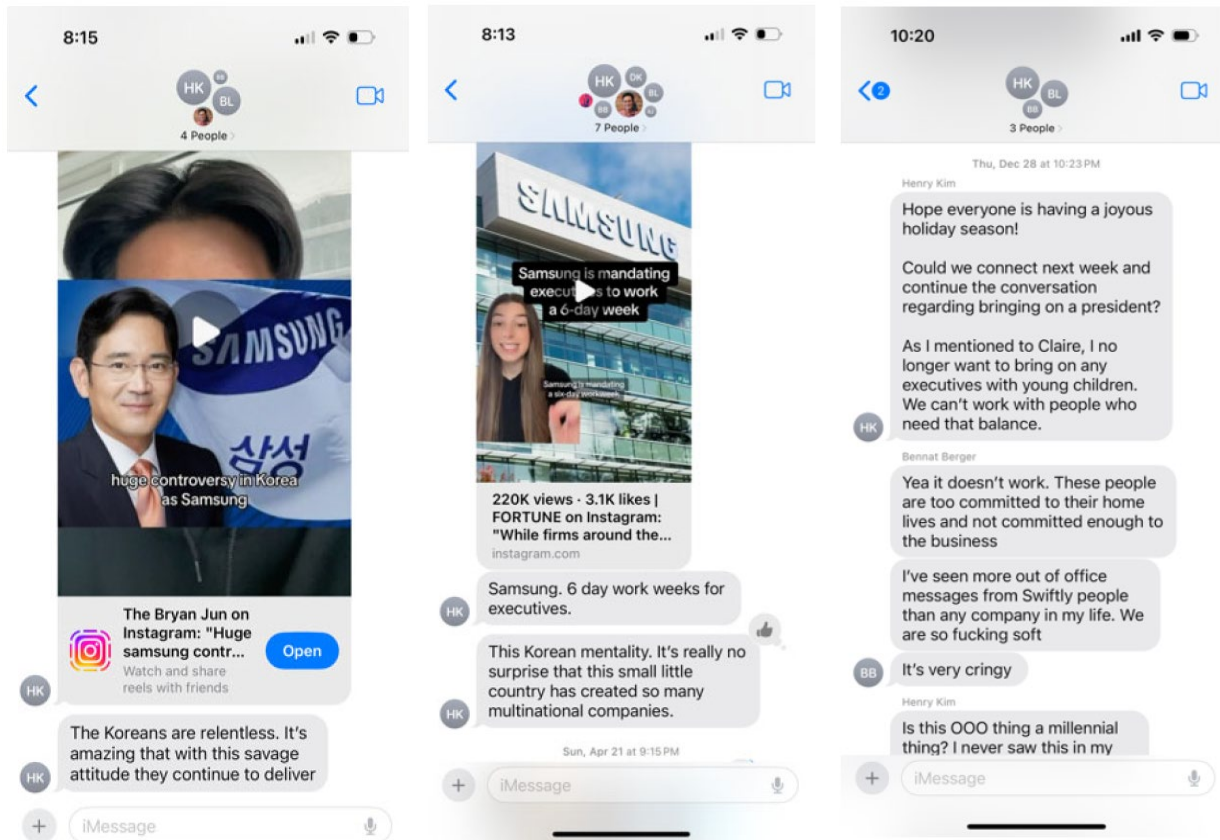 8:15
HK
BB
BL
4 People
SAMSUNG
삼성
huge controversy in Korea
as Samsung
The Bryan Jun on
Instagram: "Huge
samsung contr...
Watch and share
reels with friends
Open
HK
The Koreans are relentless. It's
amazing that with this savage
attitude they continue to deliver
HK
iMessage
8:13
HK
DK
BL
BB
7 People
SAMSUNG
Samsung is mandating
executives to work
a 6-day week
Samsung is mandating
a six-day workweek
220K views · 3.1K likes |
FORTUNE on Instagram:
"While firms around the...
instagram.com
Samsung. 6 day work weeks for
executives.
HK
This Korean mentality. It's really no
surprise that this small little
country has created so many
multinational companies.
HK
Sun, Apr 21 at 9:15 PM
iMessage
10:20
2
HK
BL
BB
3 People
Thu, Dec 28 at 10:23 PM
Henry Kim
Hope everyone is having a joyous
holiday season!
Could we connect next week and
continue the conversation
regarding bringing on a president?
As I mentioned to Claire, I no
longer want to bring on any
executives with young children.
We can't work with people who
need that balance.
HK
Bennat Berger
Yea it doesn't work. These people
are too committed to their home
lives and not committed enough to
the business
I've seen more out of office
messages from Swiftly people
than any company in my life. We
are so fucking soft
It's very cringy
BB
Henry Kim
Is this OOO thing a millennial
thing? I never saw this in my
iMessage